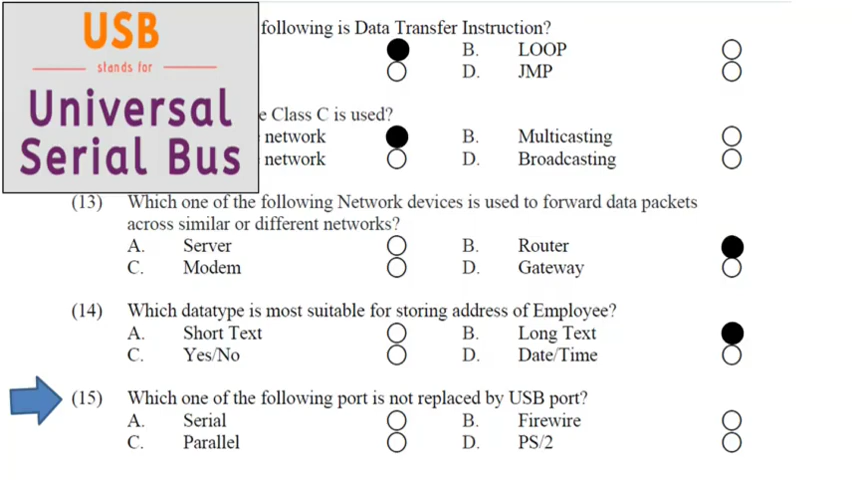 USB
stands for
Universal
Serial Bus
following is Data Transfer Instruction?
B. LOOP
D. JMP
e Class C is used?
network B. Multicasting
network D. Broadcasting
(13) Which one of the following Network devices is used to forward data packets
across similar or different networks?
A. Server B. Router
C. Modem D. Gateway
(14) Which datatype is most suitable for storing address of Employee?
A. Short Text B. Long Text
C. Yes/No D. Date/Time
(15) Which one of the following port is not replaced by USB port?
A. Serial B. Firewire
C. Parallel D. PS/2